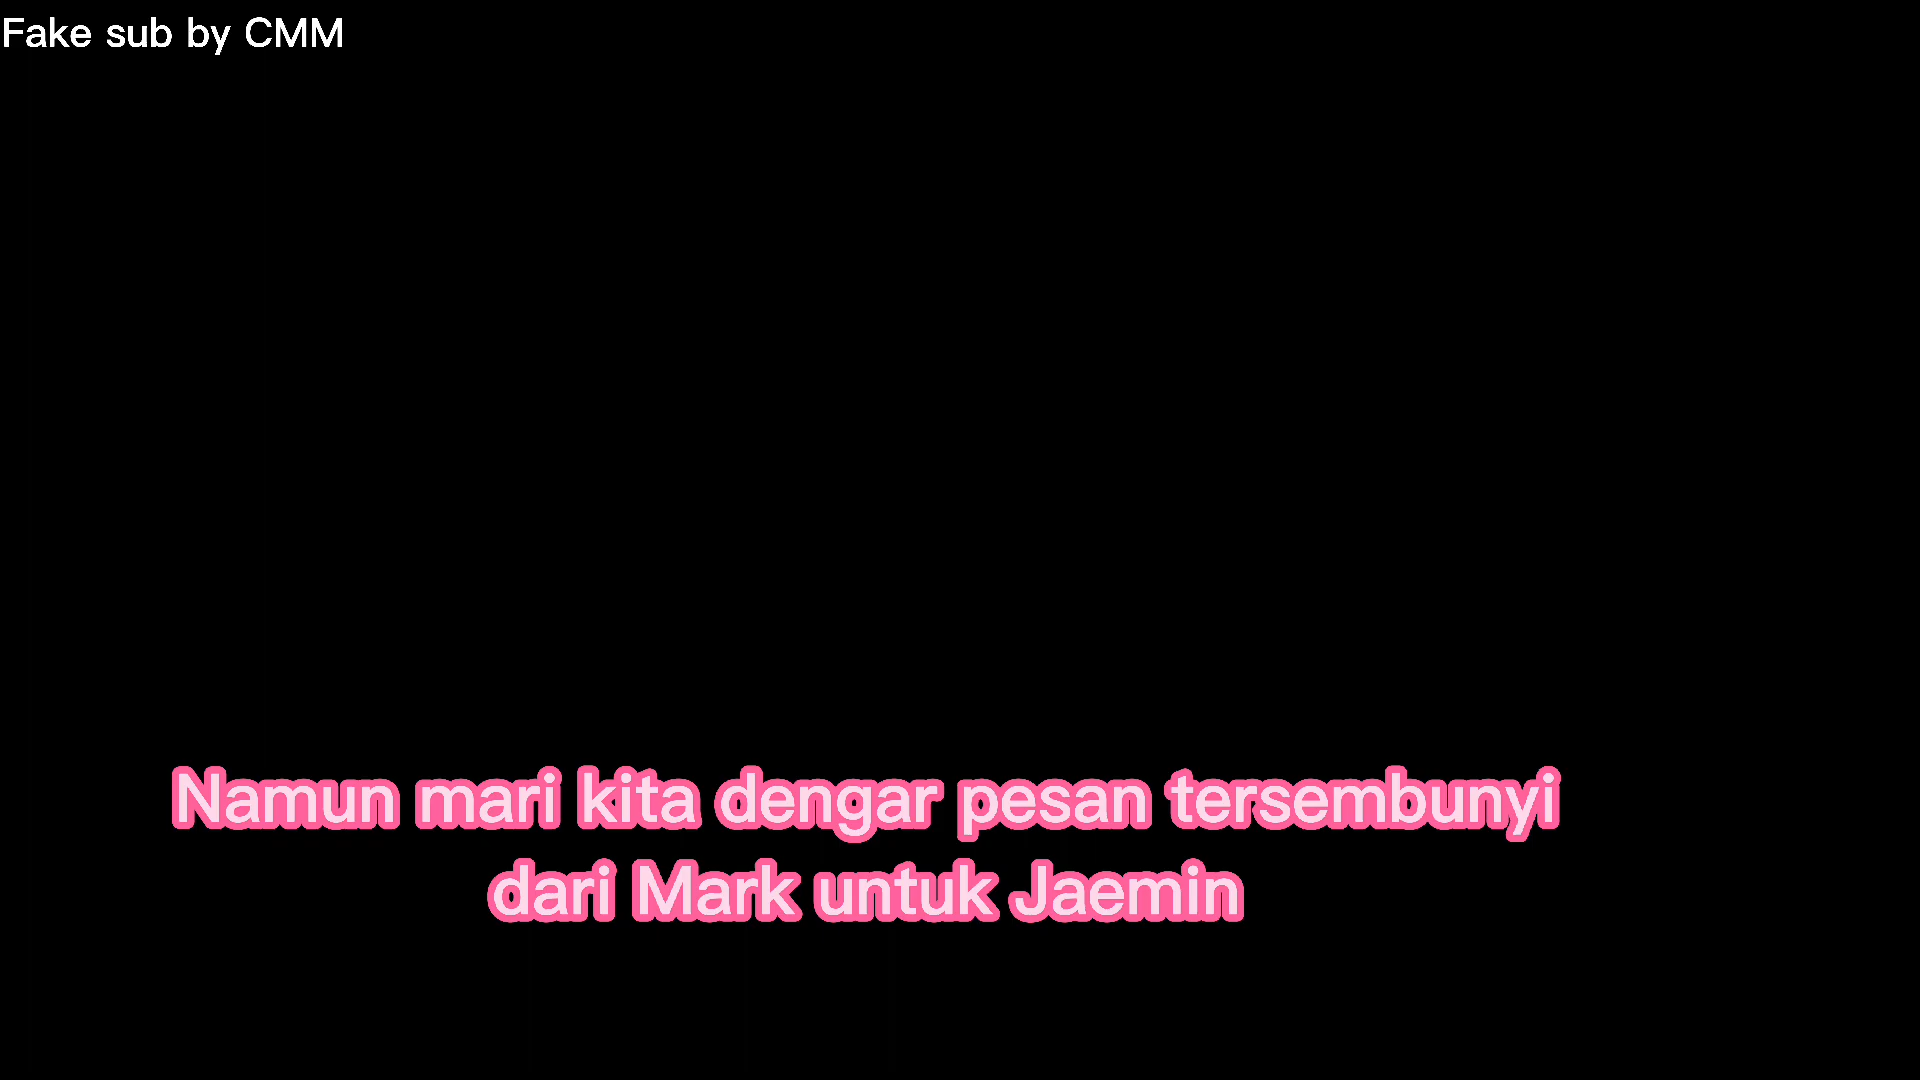 Fake sub by CMM
Namun mari kita dengar pesan tersembunyi
dari Mark untuk Jaemin